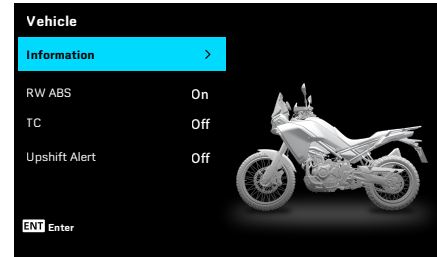 Vehicle
Information >
RW ABS On
TC Off
Upshift Alert Off
ENT Enter